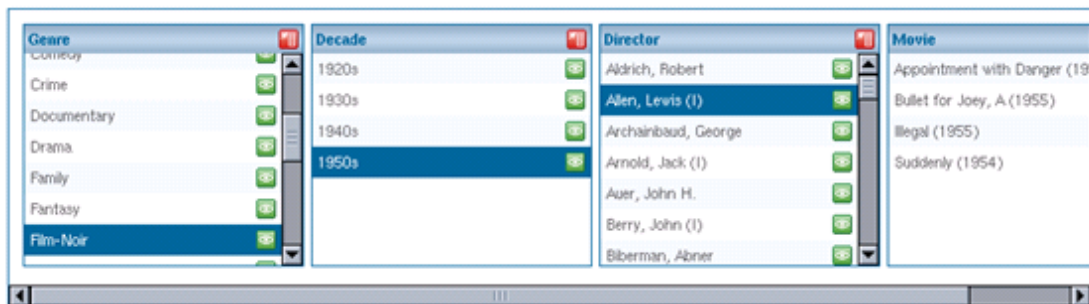 Genre
Comedy
Crime
Documentary
Drama
Family
Fantasy
Film-Noir
Decade
1920s
1930s
1940s
1950s
Director
Aldrich, Robert
Allen, Lewis (I)
Archainbaud, George
Arnold, Jack (I)
Auer, John H.
Berry, John (I)
Biberman, Abner
Movie
Appointment with Danger (19
Bullet for Joey, A (1955)
Illegal (1955)
Suddenly (1954)